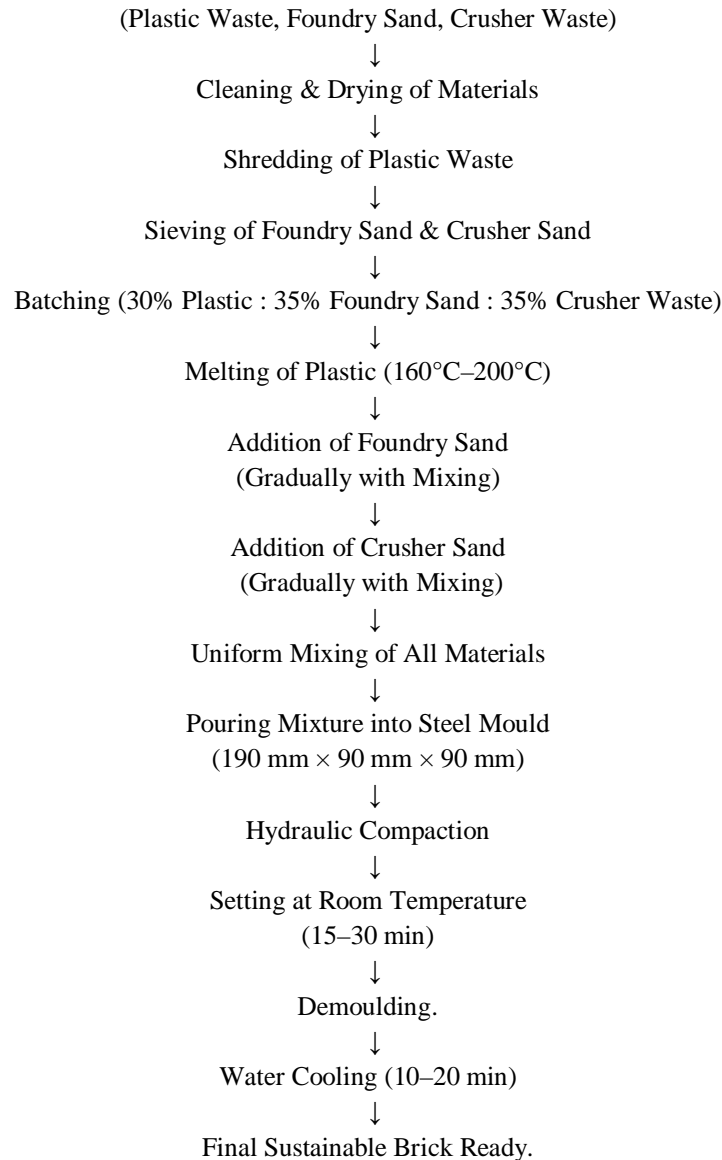 (Plastic Waste, Foundry Sand, Crusher Waste)
↓
Cleaning & Drying of Materials
↓
Shredding of Plastic Waste
↓
Sieving of Foundry Sand & Crusher Sand
↓
Batching (30% Plastic : 35% Foundry Sand : 35% Crusher Waste)
↓
Melting of Plastic (160°C–200°C)
↓
Addition of Foundry Sand
(Gradually with Mixing)
↓
Addition of Crusher Sand
(Gradually with Mixing)
↓
Uniform Mixing of All Materials
↓
Pouring Mixture into Steel Mould
(190 mm × 90 mm × 90 mm)
↓
Hydraulic Compaction
↓
Setting at Room Temperature
(15–30 min)
↓
Demoulding.
↓
Water Cooling (10–20 min)
↓
Final Sustainable Brick Ready.